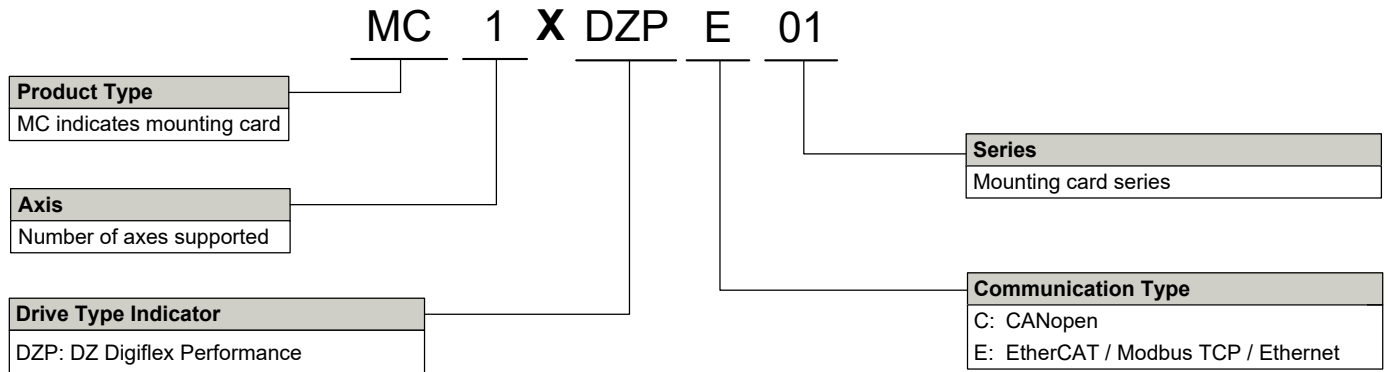 MC 1 X DZP E 01
Product Type
MC indicates mounting card
Axis
Number of axes supported
Drive Type Indicator
DZP: DZ Digiflex Performance
Series
Mounting card series
Communication Type
C: CANopen
E: EtherCAT / Modbus TCP / Ethernet